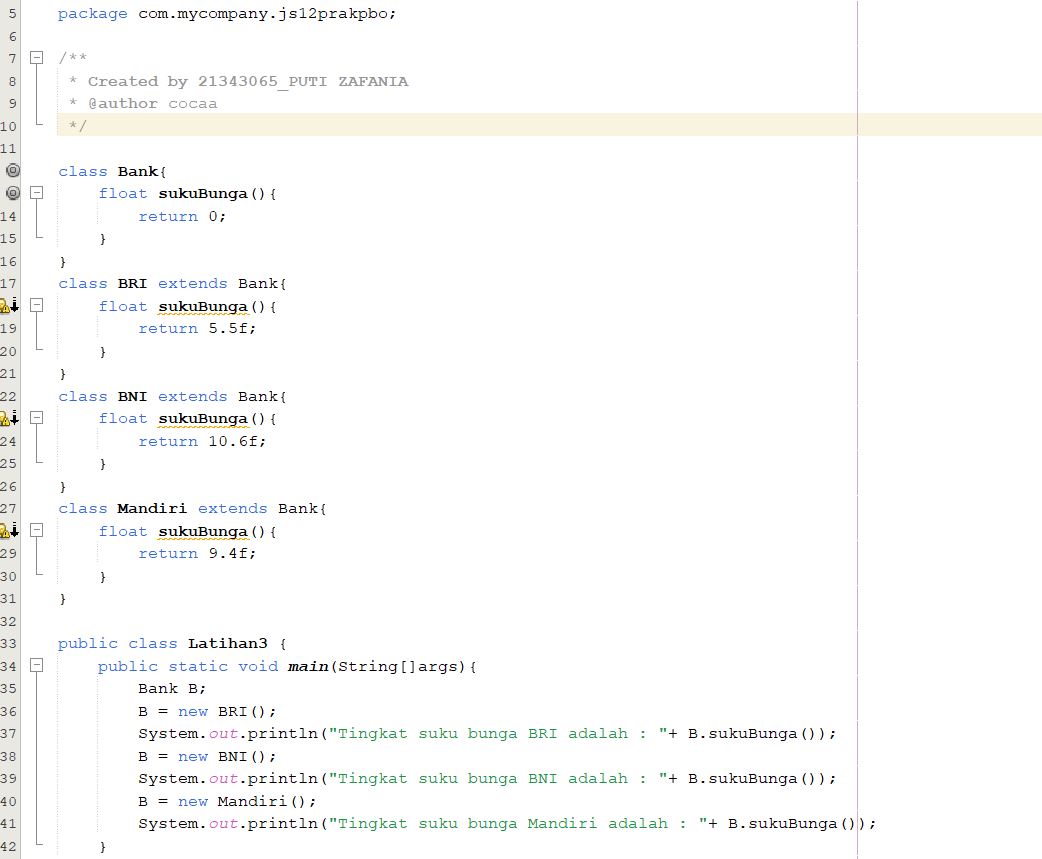 5 package com.mycompany.js12prakpbo;
6
7 /**
8  * Created by 21343065_PUTI ZAFANIA
9  * @author cocaa
10  */
11
class Bank{
    float sukuBunga(){
14         return 0;
15     }
16 }
17 class BRI extends Bank{
    float sukuBunga(){
19         return 5.5f;
20     }
21 }
22 class BNI extends Bank{
    float sukuBunga(){
24         return 10.6f;
25     }
26 }
27 class Mandiri extends Bank{
    float sukuBunga(){
29         return 9.4f;
30     }
31 }
32
33 public class Latihan3 {
34     public static void main(String[]args){
35         Bank B;
36         B = new BRI();
37         System.out.println("Tingkat suku bunga BRI adalah : "+ B.sukuBunga());
38         B = new BNI();
39         System.out.println("Tingkat suku bunga BNI adalah : "+ B.sukuBunga());
40         B = new Mandiri();
41         System.out.println("Tingkat suku bunga Mandiri adalah : "+ B.sukuBunga());
42     }